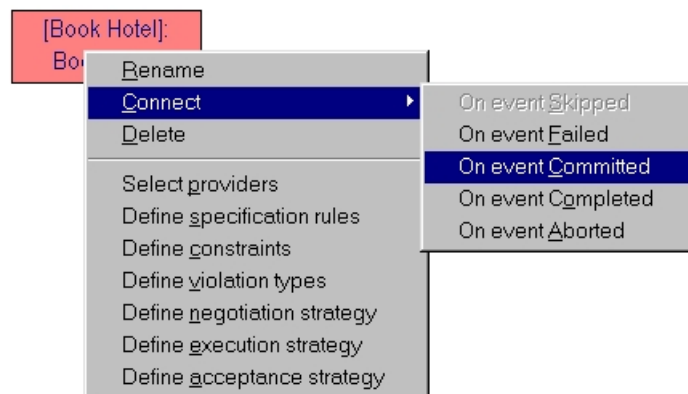 [Book Hotel]:
Rename
Connect
Delete
Select providers
Define specification rules
Define constraints
Define violation types
Define negotiation strategy
Define execution strategy
Define acceptance strategy
On event Skipped
On event Failed
On event Committed
On event Completed
On event Aborted